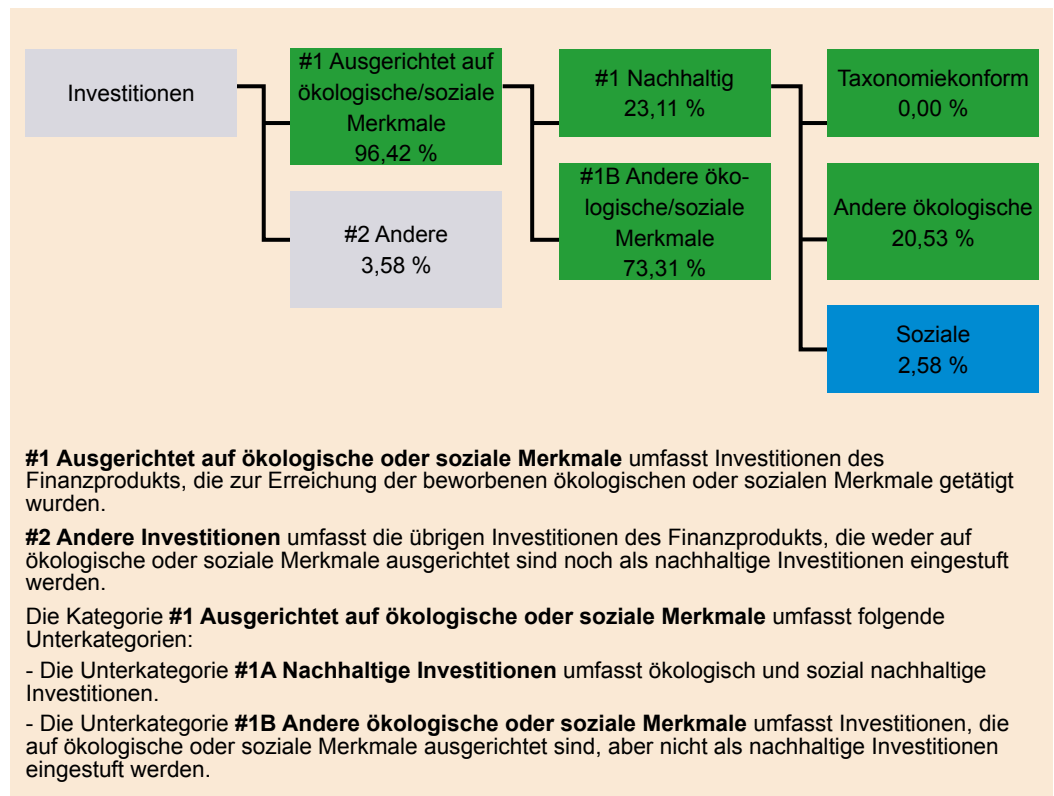 Investitionen
#1 Ausgerichtet auf
ökologische/soziale
Merkmale
96,42 %
#2 Andere
3,58 %
#1 Nachhaltig
23,11 %
#1B Andere öko-
logische/soziale
Merkmale
73,31 %
Taxonomiekonform
0,00 %
Andere ökologische
20,53 %
Soziale
2,58 %
#1 Ausgerichtet auf ökologische oder soziale Merkmale umfasst Investitionen des
Finanzprodukts, die zur Erreichung der beworbenen ökologischen oder sozialen Merkmale getätigt
wurden.
#2 Andere Investitionen umfasst die übrigen Investitionen des Finanzprodukts, die weder auf
ökologische oder soziale Merkmale ausgerichtet sind noch als nachhaltige Investitionen eingestuft
werden.
Die Kategorie #1 Ausgerichtet auf ökologische oder soziale Merkmale umfasst folgende
Unterkategorien:
- Die Unterkategorie #1A Nachhaltige Investitionen umfasst ökologisch und sozial nachhaltige
Investitionen.
- Die Unterkategorie #1B Andere ökologische oder soziale Merkmale umfasst Investitionen, die
auf ökologische oder soziale Merkmale ausgerichtet sind, aber nicht als nachhaltige Investitionen
eingestuft werden.